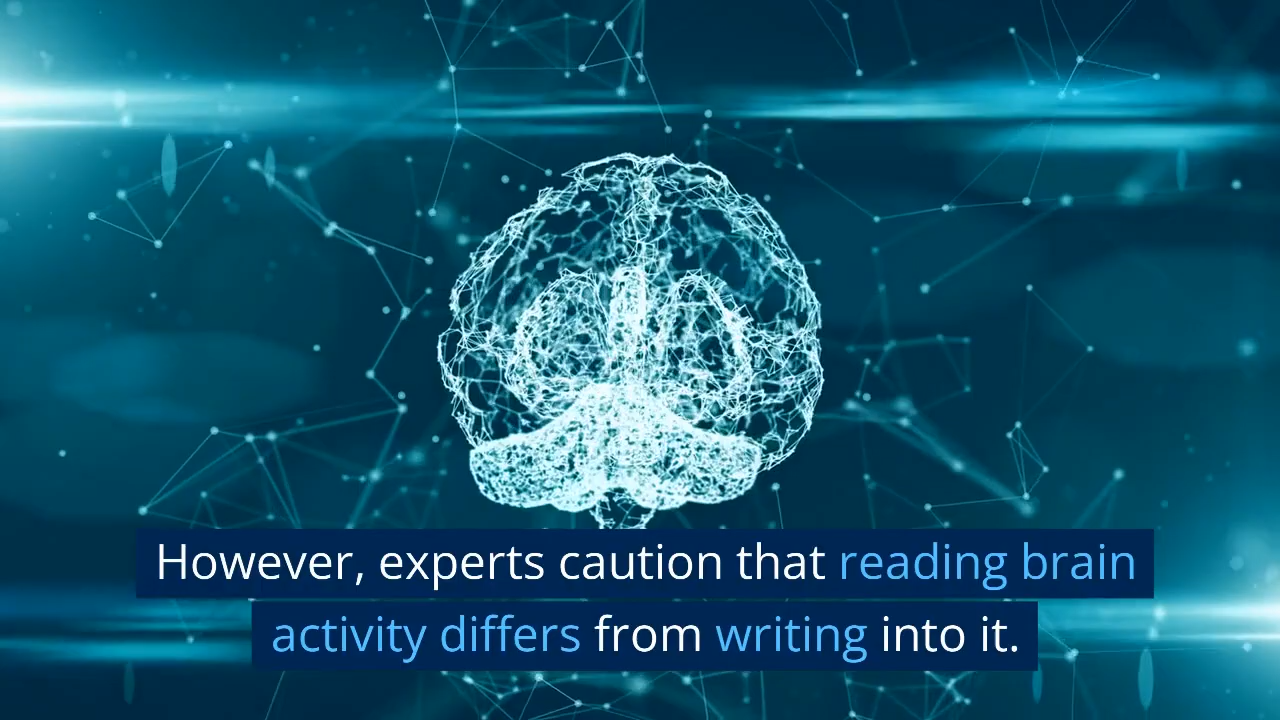 However, experts caution that reading brain
activity differs from writing into it.